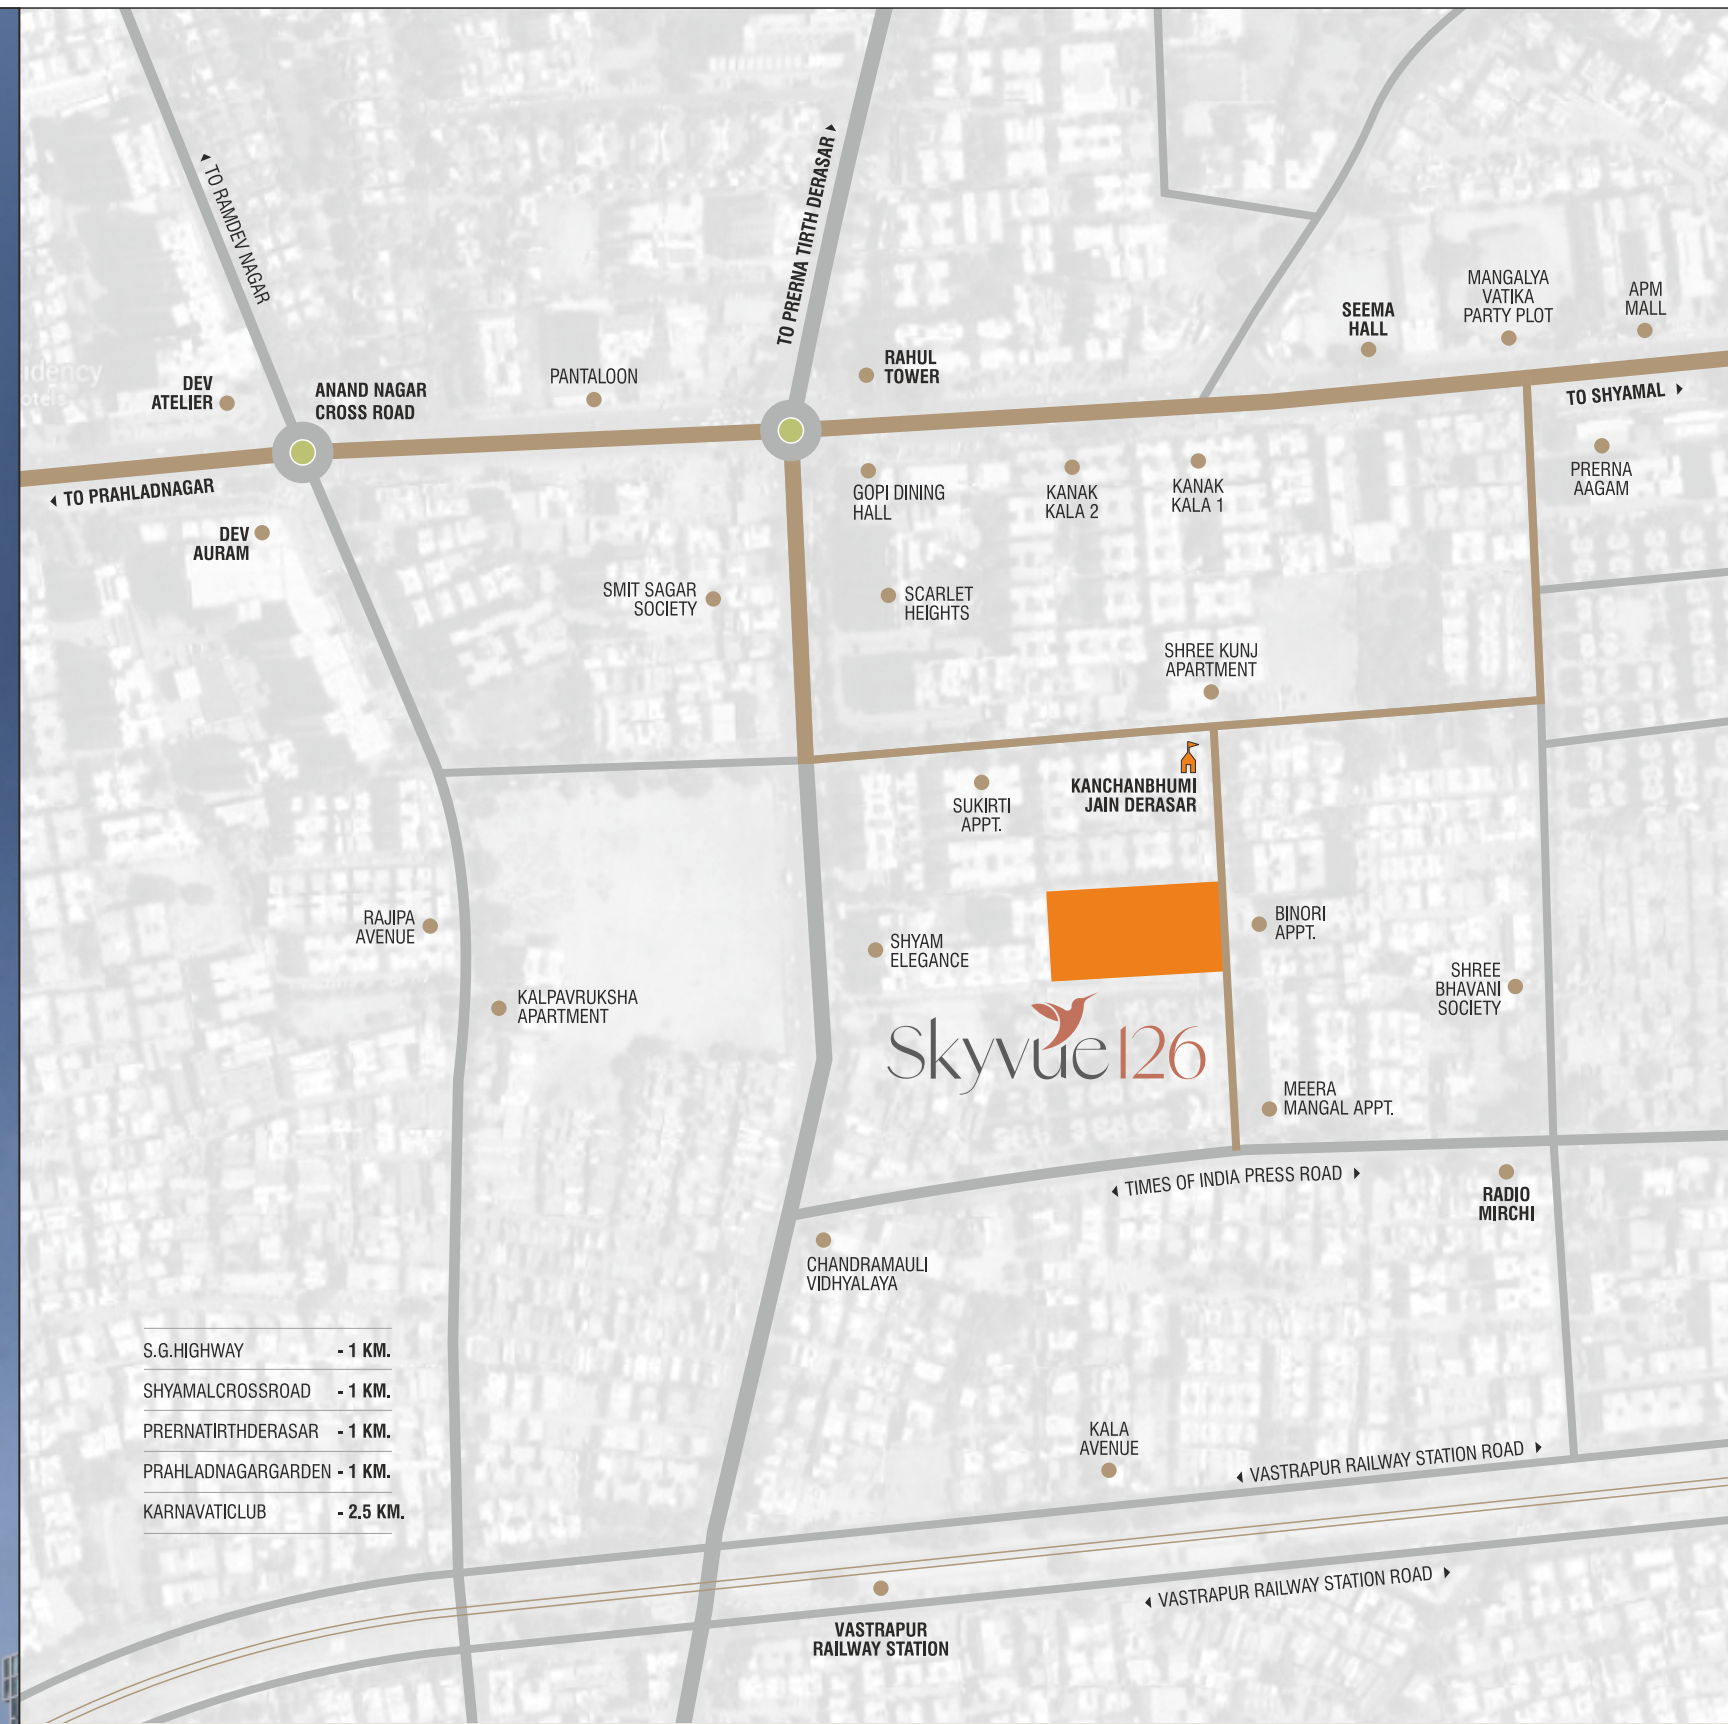 TO RAMDEV NAGAR
TO PRERNA TIRTH DERASAR
MANGALYA
VATIKA
PARTY PLOT
APM
MALL
SEEMA
HALL
RAHUL
TOWER
PANTALOON
idency
otels
DEV
ATELIER
ANAND NAGAR
CROSS ROAD
TO SHYAMAL
TO PRAHLADNAGAR
GOPI DINING
HALL
KANAK
KALA 2
KANAK
KALA 1
PRERNA
AAGAM
DEV
AURAM
SMIT SAGAR
SOCIETY
SCARLET
HEIGHTS
SHREE KUNJ
APARTMENT
KANCHANBHUMI
JAIN DERASAR
SUKIRTI
APPT.
RAJIPA
AVENUE
SHYAM
ELEGANCE
BINORI
APPT.
SHREE
BHAVANI
SOCIETY
KALPAVRUKSHA
APARTMENT
Skyvue126
MEERA
MANGAL APPT.
TIMES OF INDIA PRESS ROAD
RADIO
MIRCHI
CHANDRAMAULI
VIDHYALAYA
S.G.HIGHWAY - 1 KM.
SHYAMALCROSSROAD - 1 KM.
PRERNATIRTHDERASAR - 1 KM.
PRAHLADNAGARGARDEN - 1 KM.
KARNAVATICLUB - 2.5 KM.
KALA
AVENUE
VASTRAPUR RAILWAY STATION ROAD
VASTRAPUR RAILWAY STATION ROAD
VASTRAPUR
RAILWAY STATION